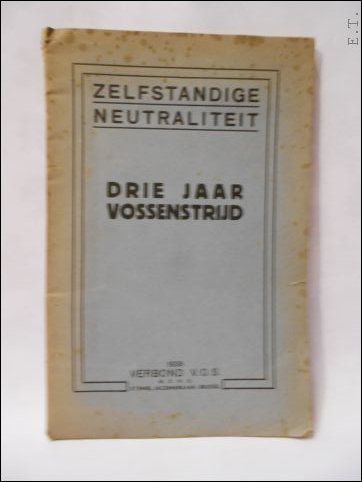 ZELFSTANDIGE
NEUTRALITEIT
DRIE JAAR
VOSSENSTRIJD
VERBOND V.O.S.
E.T.